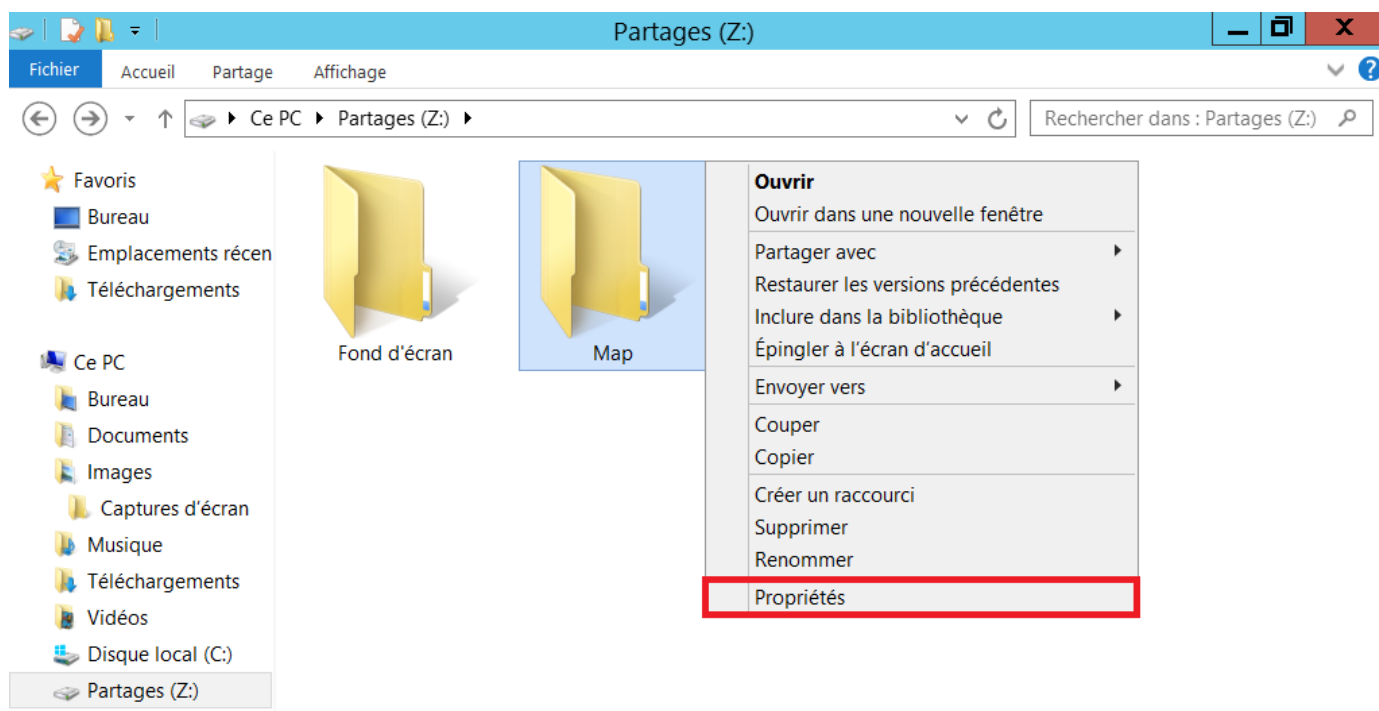 Partages (Z:)
Fichier Accueil Partage Affichage
Ce PC Partages (Z:)
Rechercher dans : Partages (Z:)
Favoris
Bureau
Emplacements récen
Téléchargements
Ce PC
Bureau
Documents
Images
Captures d'écran
Musique
Téléchargements
Vidéos
Disque local (C:)
Partages (Z:)
Fond d'écran
Map
Ouvrir
Ouvrir dans une nouvelle fenêtre
Partager avec
Restaurer les versions précédentes
Inclure dans la bibliothèque
Épingler à l'écran d'accueil
Envoyer vers
Couper
Copier
Créer un raccourci
Supprimer
Renommer
Propriétés